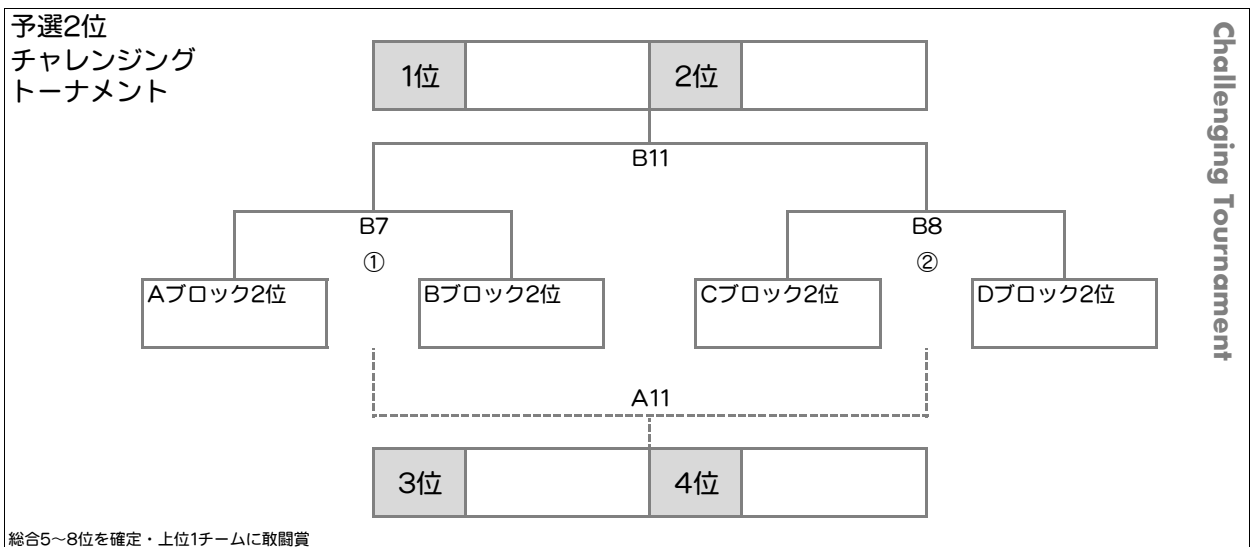 予選2位
チャレンジング
トーナメント
Challenging Tournament
1位
2位
B11
B7
B8
①
②
Aブロック2位
Bブロック2位
Cブロック2位
Dブロック2位
A11
3位
4位
総合5～8位を確定・上位1チームに敢闘賞